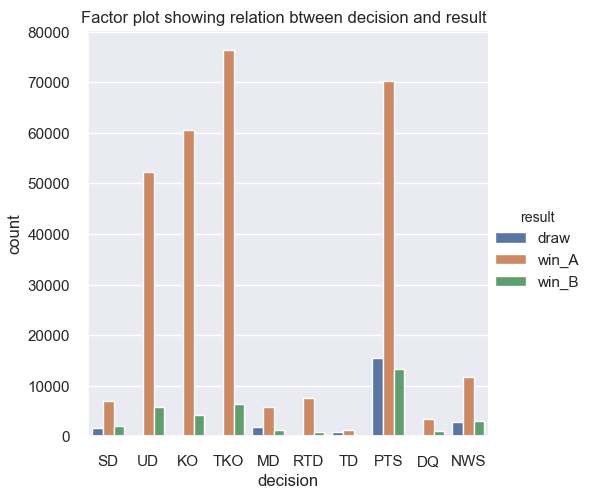 Factor plot showing relation btween decision and result
80000
70000
60000
50000
40000
30000
20000
10000
0
count
SD UD KO TKO MD RTD TD PTS DQ NWS
decision
result
draw
win_A
win_B